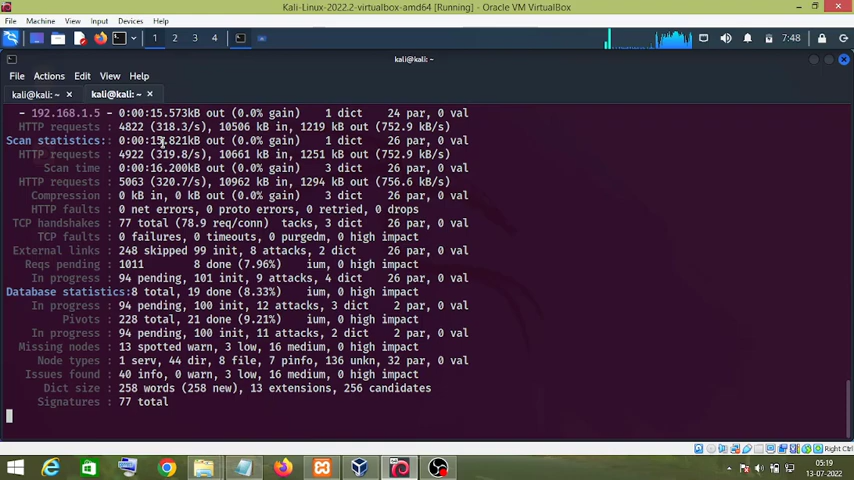 Kali-Linux-2022.2-virtualbox-amd64 [Running] - Oracle VM VirtualBox
File Machine View Input Devices Help
1 2 3 4 7:48
kali@kali: ~
File Actions Edit View Help
kali@kali: ~ × kali@kali: ~ ×
- 192.168.1.5 - 0:00:15.573kB out (0.0% gain) 1 dict 24 par, 0 val
HTTP requests : 4822 (318.3/s), 10506 kB in, 1219 kB out (752.9 kB/s)
Scan statistics:: 0:00:15.821kB out (0.0% gain) 1 dict 26 par, 0 val
HTTP requests : 4922 (319.8/s), 10661 kB in, 1251 kB out (752.9 kB/s)
Scan time : 0:00:16.200kB out (0.0% gain) 3 dict 26 par, 0 val
HTTP requests : 5063 (320.7/s), 10962 kB in, 1294 kB out (756.6 kB/s)
Compression : 0 kB in, 0 kB out (0.0% gain) 3 dict 26 par, 0 val
HTTP faults : 0 net errors, 0 proto errors, 0 retried, 0 drops
TCP handshakes : 77 total (78.9 req/conn) tacks, 3 dict 26 par, 0 val
TCP faults : 0 failures, 0 timeouts, 0 purgedm, 0 high impact
External links : 248 skipped 99 init, 8 attacks, 2 dict 26 par, 0 val
Reqs pending : 1011 8 done (7.96%) ium, 0 high impact
In progress : 94 pending, 101 init, 9 attacks, 4 dict 26 par, 0 val
Database statistics:8 total, 19 done (8.33%) ium, 0 high impact
In progress : 94 pending, 100 init, 12 attacks, 3 dict 2 par, 0 val
Pivots : 228 total, 21 done (9.21%) ium, 0 high impact
In progress : 94 pending, 100 init, 11 attacks, 2 dict 2 par, 0 val
Missing nodes : 13 spotted warn, 3 low, 16 medium, 0 high impact
Node types : 1 serv, 44 dir, 8 file, 7 pinfo, 136 unkn, 32 par, 0 val
Issues found : 40 info, 0 warn, 3 low, 16 medium, 0 high impact
Dict size : 258 words (258 new), 13 extensions, 256 candidates
Signatures : 77 total
Right Ctrl
05:19
13-07-2022